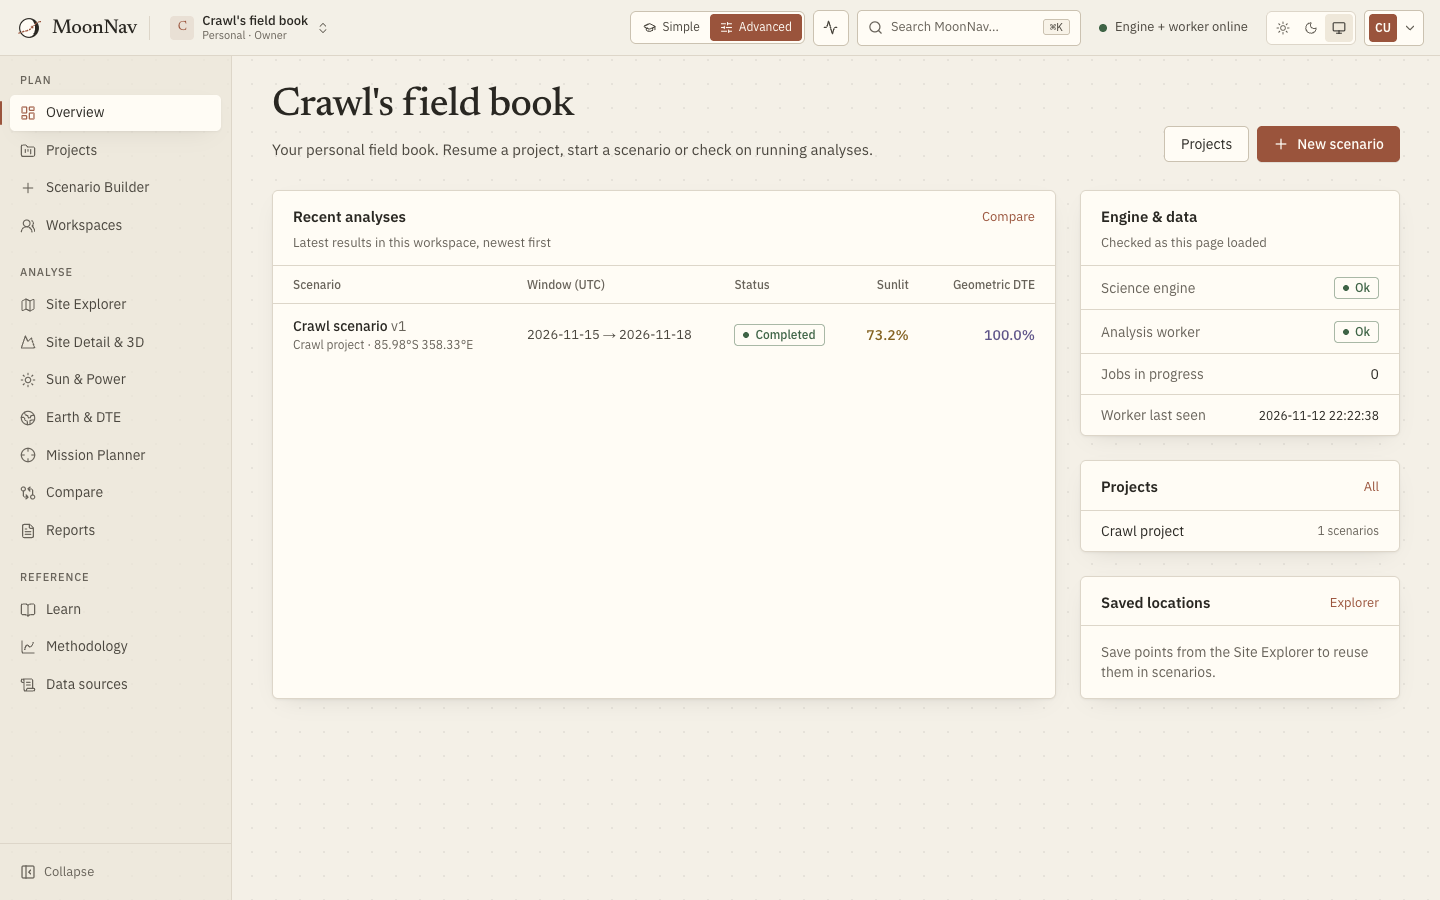 MoonNav
C
Crawl's field book
Personal · Owner
Simple
Advanced
Search MoonNav...
⌘K
Engine + worker online
CU
PLAN
Overview
Projects
Scenario Builder
Workspaces
ANALYSE
Site Explorer
Site Detail & 3D
Sun & Power
Earth & DTE
Mission Planner
Compare
Reports
REFERENCE
Learn
Methodology
Data sources
Collapse
Crawl's field book
Your personal field book. Resume a project, start a scenario or check on running analyses.
Projects
New scenario
Recent analyses
Compare
Latest results in this workspace, newest first
Scenario Window (UTC) Status Sunlit Geometric DTE
Crawl scenario v1
Crawl project · 85.98°S 358.33°E
2026-11-15 → 2026-11-18
Completed
73.2%
100.0%
Engine & data
Checked as this page loaded
Science engine Ok
Analysis worker Ok
Jobs in progress 0
Worker last seen 2026-11-12 22:22:38
Projects All
Crawl project 1 scenarios
Saved locations Explorer
Save points from the Site Explorer to reuse
them in scenarios.